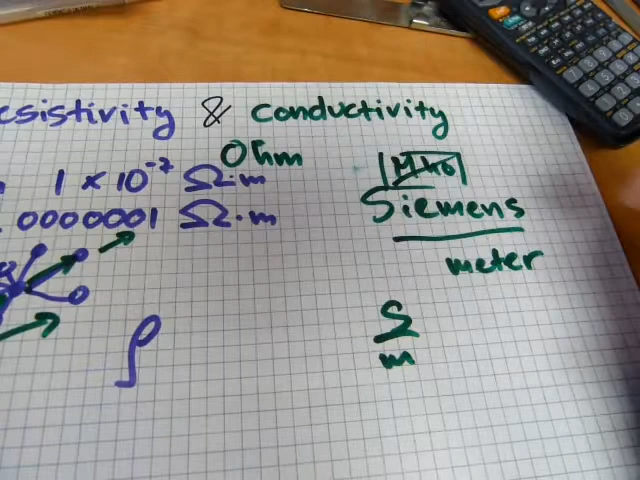 esistivity & conductivity
Ohm
1 × 10⁻⁷ Ω·m
Mho
Siemens
0000001 Ω·m
meter
ρ
S
m